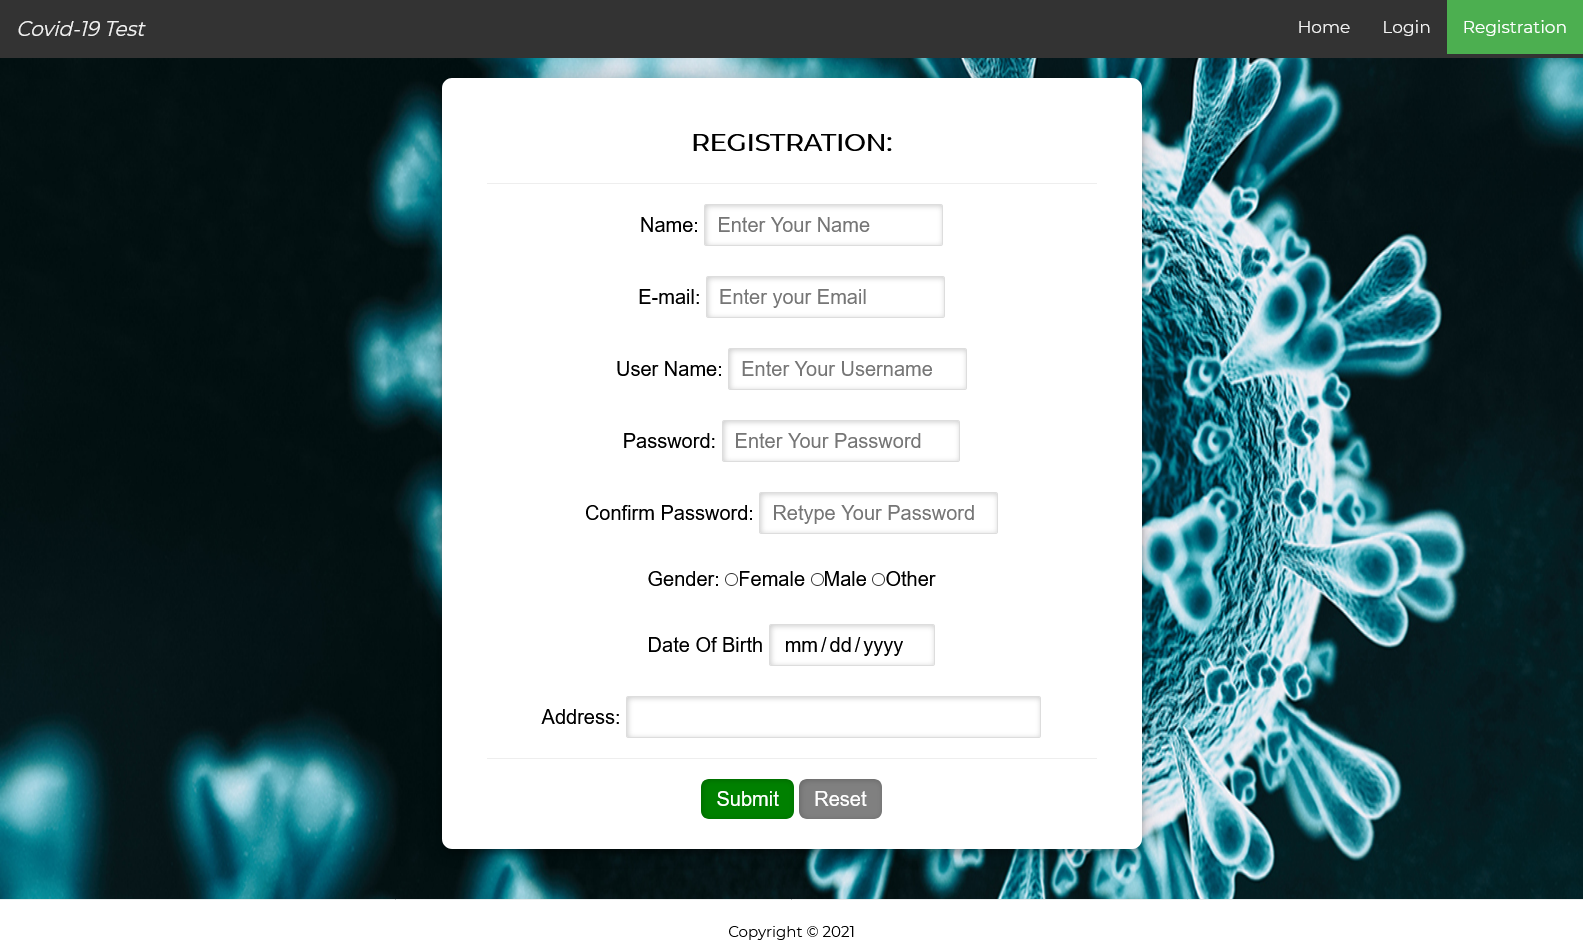 Covid-19 Test Home Login Registration
REGISTRATION:
Name: Enter Your Name
E-mail: Enter your Email
User Name: Enter Your Username
Password: Enter Your Password
Confirm Password: Retype Your Password
Gender: Female Male Other
Date Of Birth mm/dd/yyyy
Address:
Submit Reset
Copyright © 2021